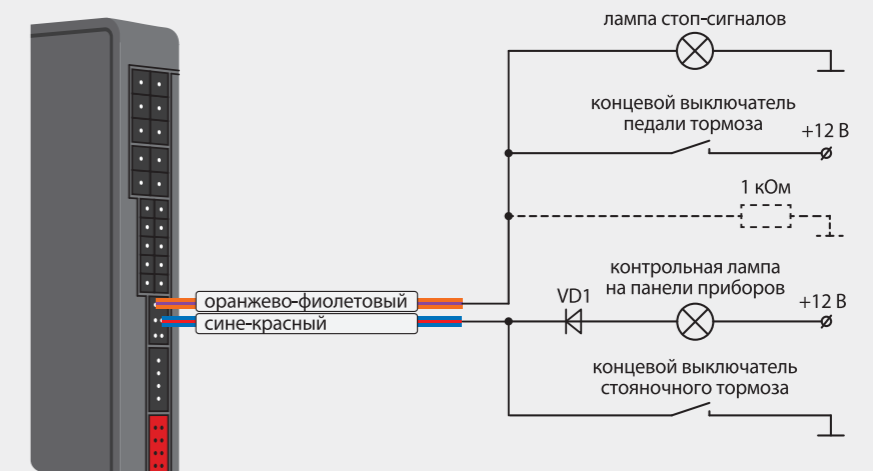 лампа стоп-сигналов
концевой выключатель
педали тормоза
+12 В
1 кОм
контрольная лампа
на панели приборов
+12 В
VD1
оранжево-фиолетовый
сине-красный
концевой выключатель
стояночного тормоза